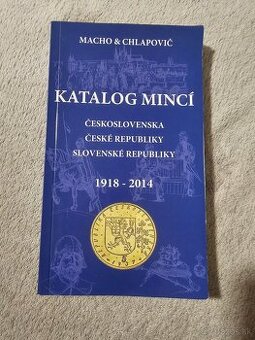 MACHO & CHLAPOVIČ
KATALOG MINCÍ
ČESKOSLOVENSKA
ČESKÉ REPUBLIKY
SLOVENSKÉ REPUBLIKY
1918 - 2014